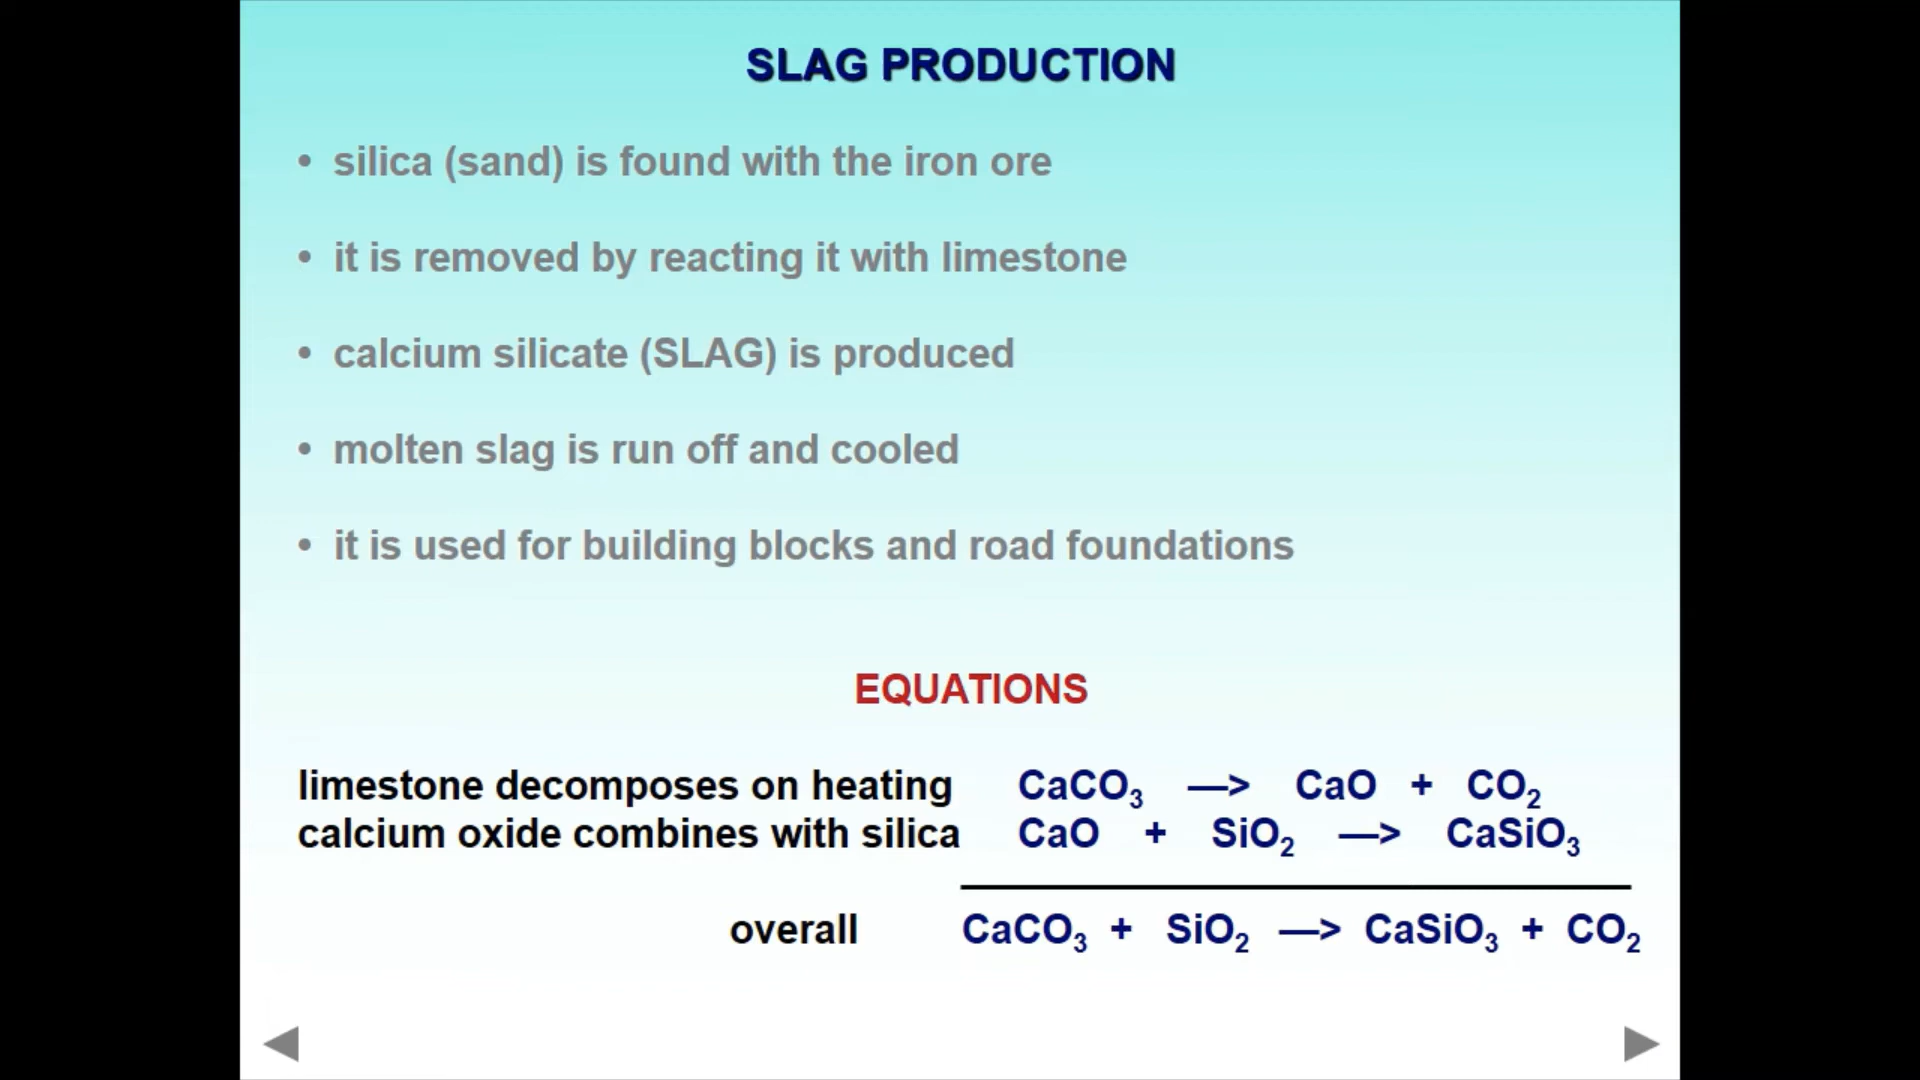 SLAG PRODUCTION
• silica (sand) is found with the iron ore
• it is removed by reacting it with limestone
• calcium silicate (SLAG) is produced
• molten slag is run off and cooled
• it is used for building blocks and road foundations
EQUATIONS
limestone decomposes on heating CaCO₃ —> CaO + CO₂
calcium oxide combines with silica CaO + SiO₂ —> CaSiO₃
overall CaCO₃ + SiO₂ —> CaSiO₃ + CO₂